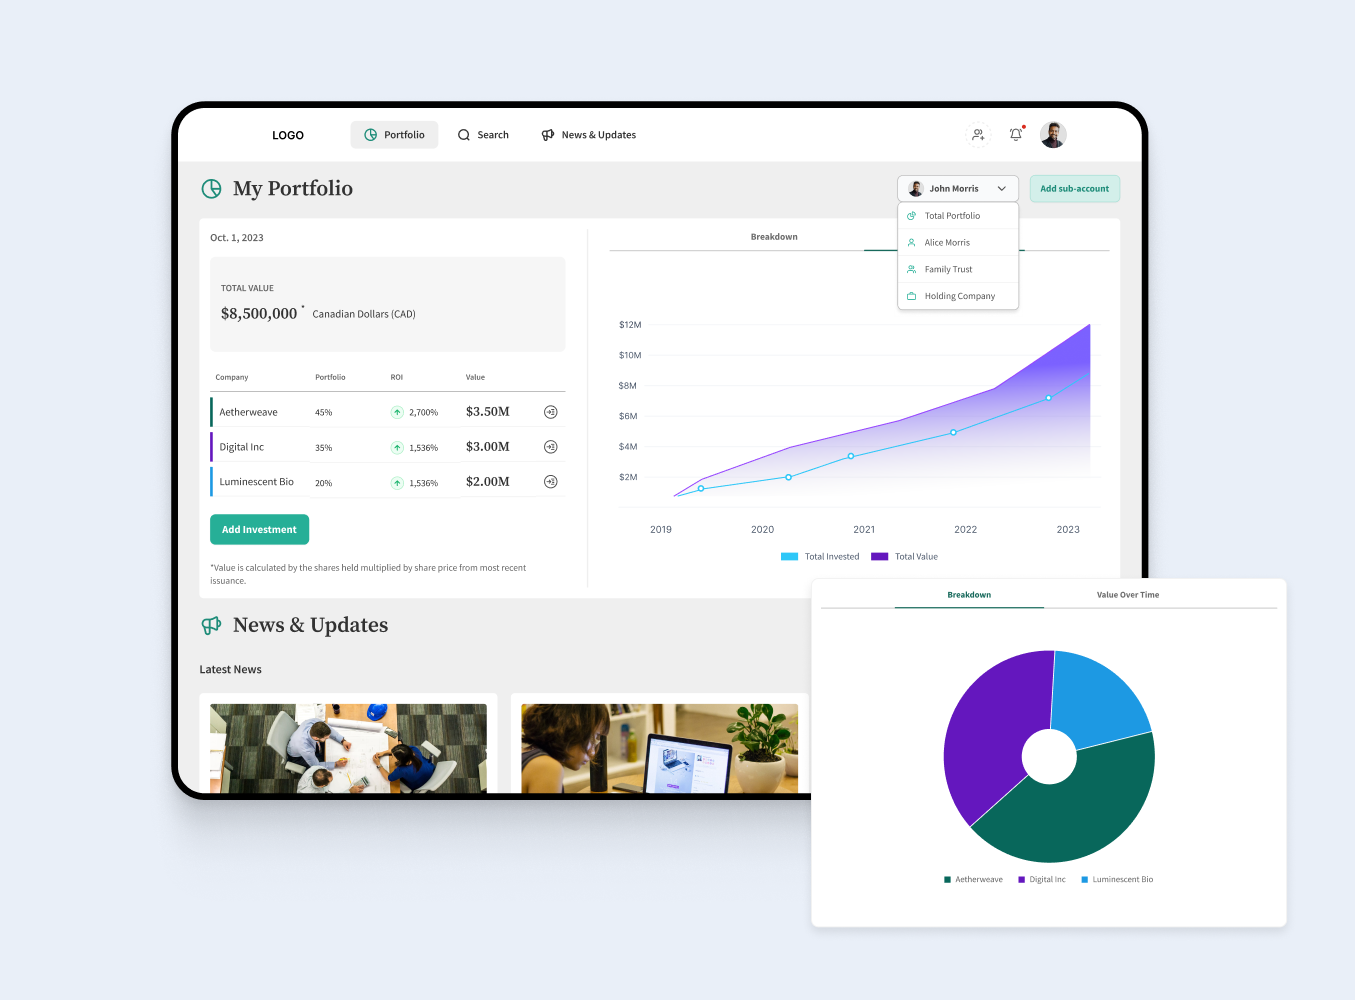 LOGO
Portfolio
Search
News & Updates
My Portfolio
John Morris
Add sub-account
Total Portfolio
Alice Morris
Family Trust
Holding Company
Oct. 1, 2023
TOTAL VALUE
$8,500,000 * Canadian Dollars (CAD)
Company Portfolio ROI Value
Aetherweave 45% 2,700% $3.50M
Digital Inc 35% 1,536% $3.00M
Luminescent Bio 20% 1,536% $2.00M
Add Investment
*Value is calculated by the shares held multiplied by share price from most recent
issuance.
Breakdown
$12M
$10M
$8M
$6M
$4M
$2M
2019 2020 2021 2022 2023
Total Invested Total Value
News & Updates
Latest News
Breakdown Value Over Time
Aetherweave Digital Inc Luminescent Bio